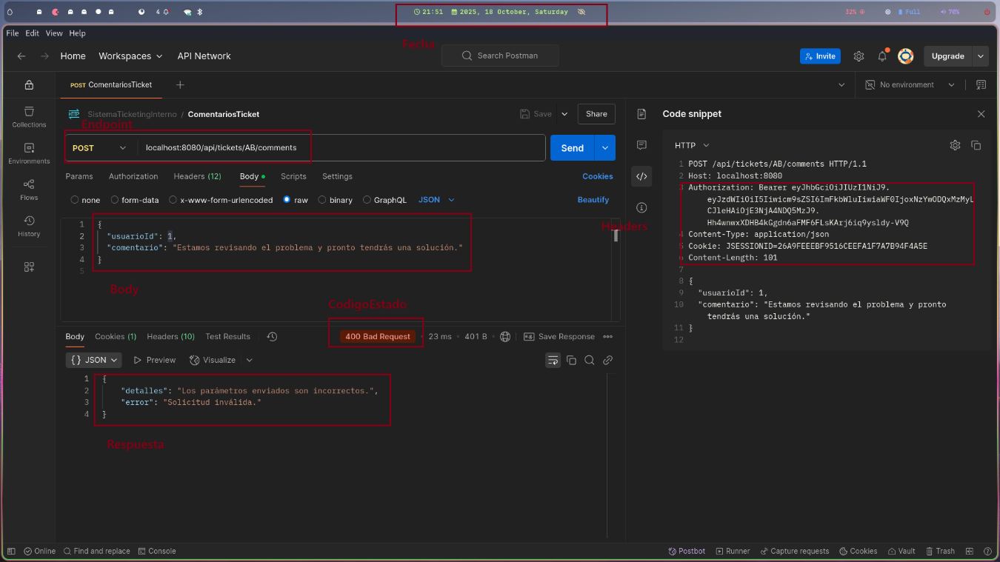 4
21:51 2025, 18 October, Saturday
32%
Full
70%
File Edit View Help
Fecha
Home Workspaces API Network
Search Postman
Invite
Upgrade
POST ComentariosTicket
No environment
SistemaTicketingInterno / ComentariosTicket
Save
Share
Code snippet
Collections
Environments
Flows
History
Endpoint
POST localhost:8080/api/tickets/AB/comments
Send
Params Authorization Headers (12) Body Scripts Settings
Cookies
none form-data x-www-form-urlencoded raw binary GraphQL JSON
Beautify
1 {
2 "usuarioId": 1,
3 "comentario": "Estamos revisando el problema y pronto tendrás una solución."
4 }
5
Body
CodigoEstado
Body Cookies (1) Headers (10) Test Results
400 Bad Request • 23 ms • 401 B
Save Response
{} JSON Preview Visualize
1 {
2 "detalles": "Los parámetros enviados son incorrectos.",
3 "error": "Solicitud inválida."
4 }
Respuesta
HTTP
1 POST /api/tickets/AB/comments HTTP/1.1
2 Host: localhost:8080
3 Authorization: Bearer eyJhbGciOiJIUzI1NiJ9.
eyJzdWIiOiI5Iiwicm9sZSI6ImFkbWluIiwiaWF0IjoxNzYwODQxMzMyL
CJleHAiOjE3NjA4NDQ5MzJ9.
Hh4wnwxXDHB4kGgdn6aFMF6FLsKArj6iq9ysldy-V9Q
Headers
4 Content-Type: application/json
5 Cookie: JSESSIONID=26A9FEEEBF9516CEEFA1F7A7B94F4A5E
6 Content-Length: 101
7
8 {
9 "usuarioId": 1,
10 "comentario": "Estamos revisando el problema y pronto
tendrás una solución."
11 }
12
Online Find and replace Console
Postbot Runner Capture requests Cookies Vault Trash